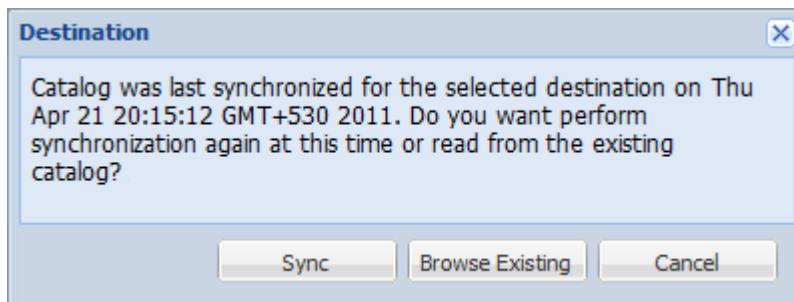 Destination
Catalog was last synchronized for the selected destination on Thu
Apr 21 20:15:12 GMT+530 2011. Do you want perform
synchronization again at this time or read from the existing
catalog?
Sync Browse Existing Cancel